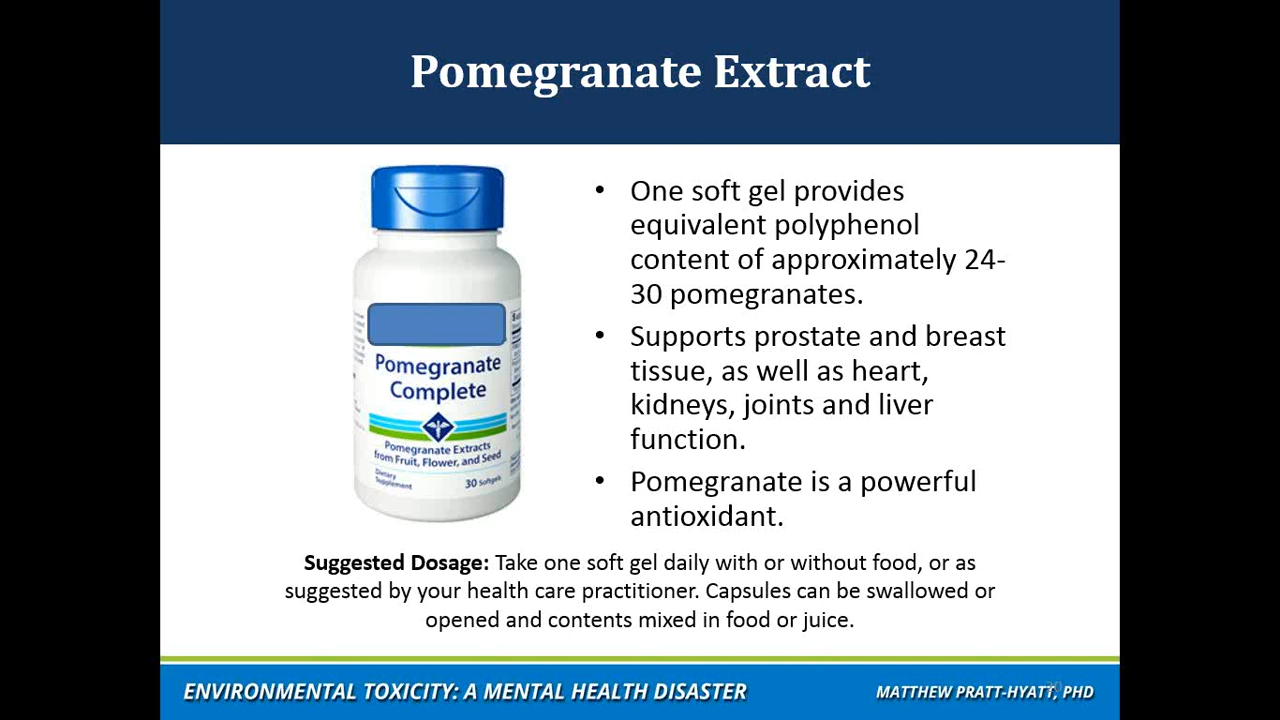 Pomegranate Extract
• One soft gel provides
equivalent polyphenol
content of approximately 24-
30 pomegranates.
• Supports prostate and breast
tissue, as well as heart,
kidneys, joints and liver
function.
• Pomegranate is a powerful
antioxidant.
Pomegranate
Complete
Pomegranate Extracts
from Fruit, Flower, and Seed
Dietary
Supplement
30 Softgels
Suggested Dosage: Take one soft gel daily with or without food, or as
suggested by your health care practitioner. Capsules can be swallowed or
opened and contents mixed in food or juice.
ENVIRONMENTAL TOXICITY: A MENTAL HEALTH DISASTER
MATTHEW PRATT-HYATT, PHD